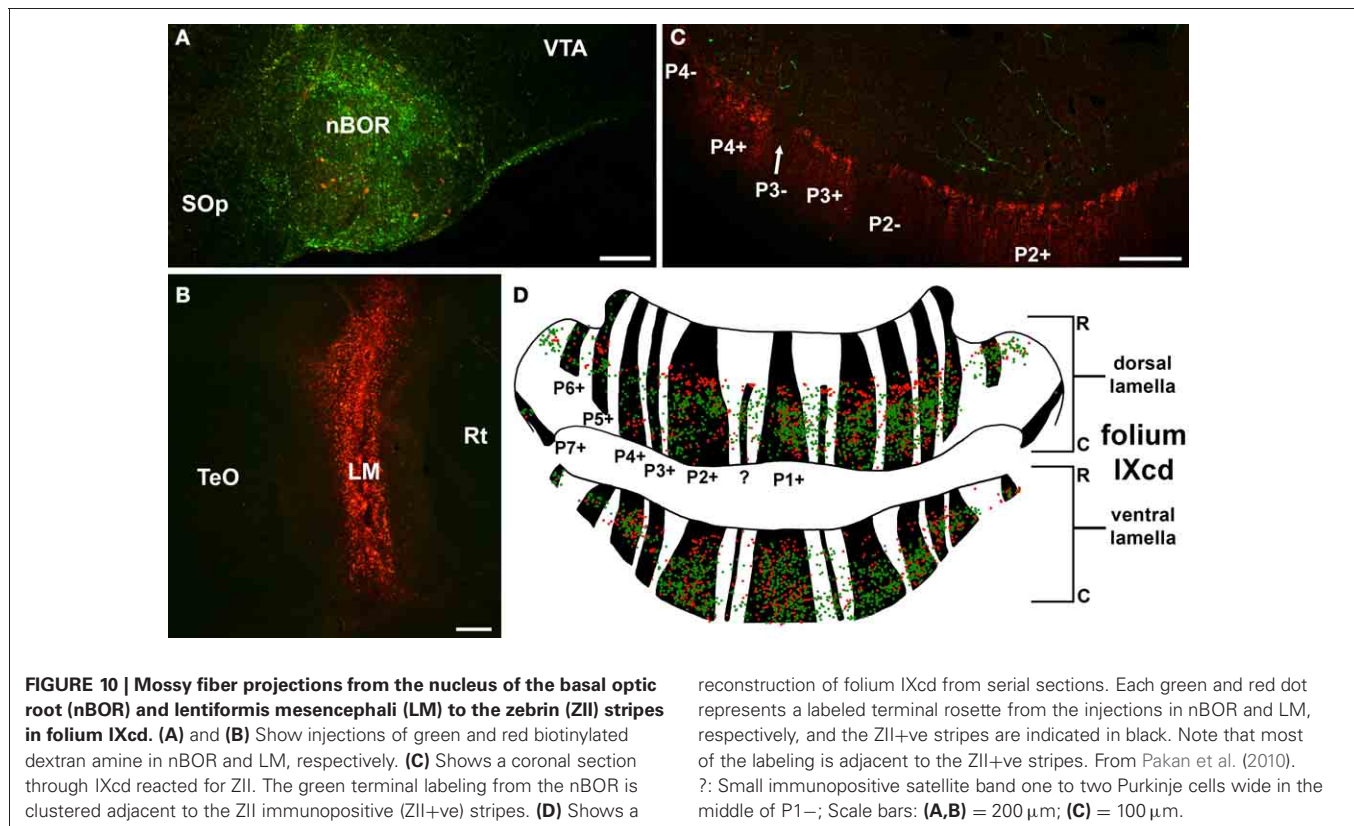 A
VTA
nBOR
SOp
C
P4-
P4+
P3-
P3+
P2-
P2+
B
TeO
LM
Rt
D
R
dorsal
lamella
C
folium
IXcd
R
ventral
lamella
C
P6+
P5+
P7+
P4+
P3+
P2+
?
P1+
FIGURE 10 | Mossy fiber projections from the nucleus of the basal optic
root (nBOR) and lentiformis mesencephali (LM) to the zebrin (ZII) stripes
in folium IXcd. (A) and (B) Show injections of green and red biotinylated
dextran amine in nBOR and LM, respectively. (C) Shows a coronal section
through IXcd reacted for ZII. The green terminal labeling from the nBOR is
clustered adjacent to the ZII immunopositive (ZII+ve) stripes. (D) Shows a
reconstruction of folium IXcd from serial sections. Each green and red dot
represents a labeled terminal rosette from the injections in nBOR and LM,
respectively, and the ZII+ve stripes are indicated in black. Note that most
of the labeling is adjacent to the ZII+ve stripes. From Pakan et al. (2010).
?: Small immunopositive satellite band one to two Purkinje cells wide in the
middle of P1−; Scale bars: (A,B) = 200 μm; (C) = 100 μm.